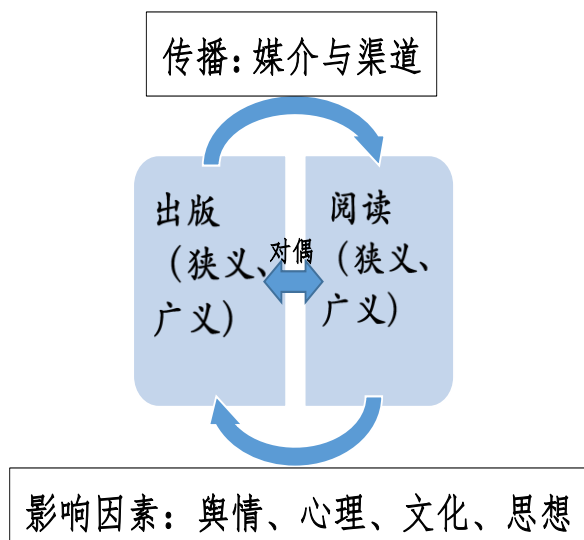 传播：媒介与渠道
出版
（狭义、
广义）
对偶
阅读
（狭义、
广义）
影响因素：舆情、心理、文化、思想